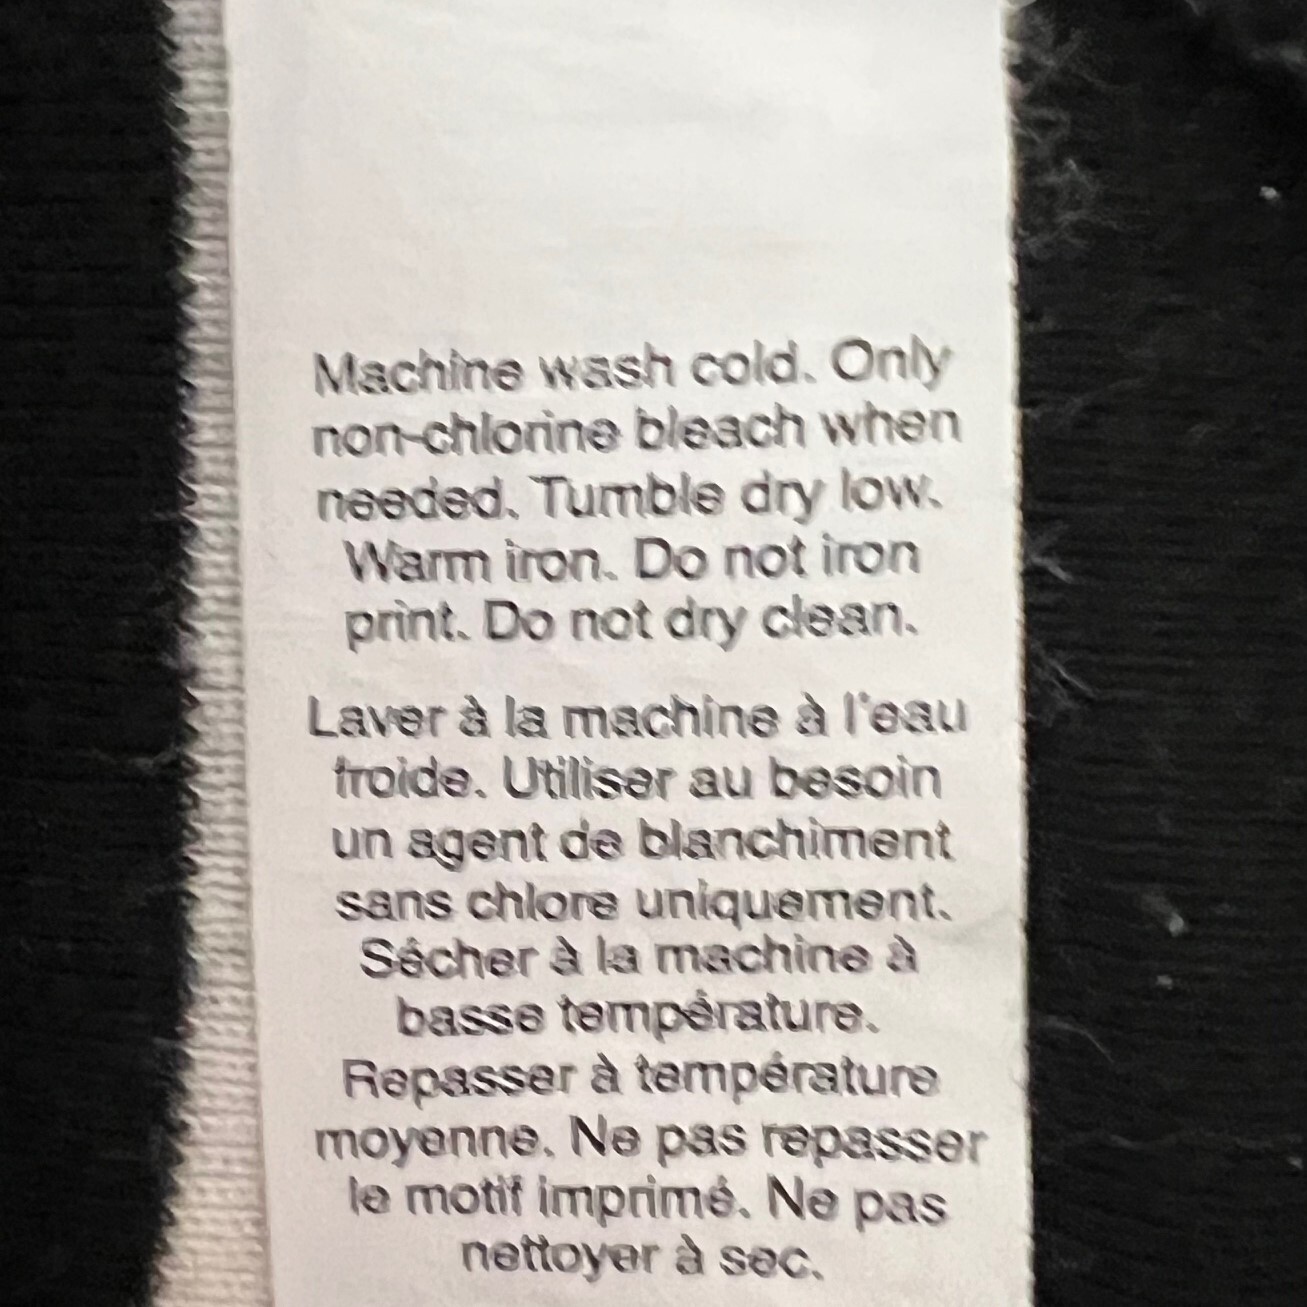 Machine wash cold. Only
non-chlorine bleach when
needed. Tumble dry low.
Warm iron. Do not iron
print. Do not dry clean.
Laver à la machine à l'eau
froide. Utiliser au besoin
un agent de blanchiment
sans chlore uniquement.
Sécher à la machine à
basse température.
Repasser à température
moyenne. Ne pas repasser
le motif imprimé. Ne pas
nettoyer à sec.